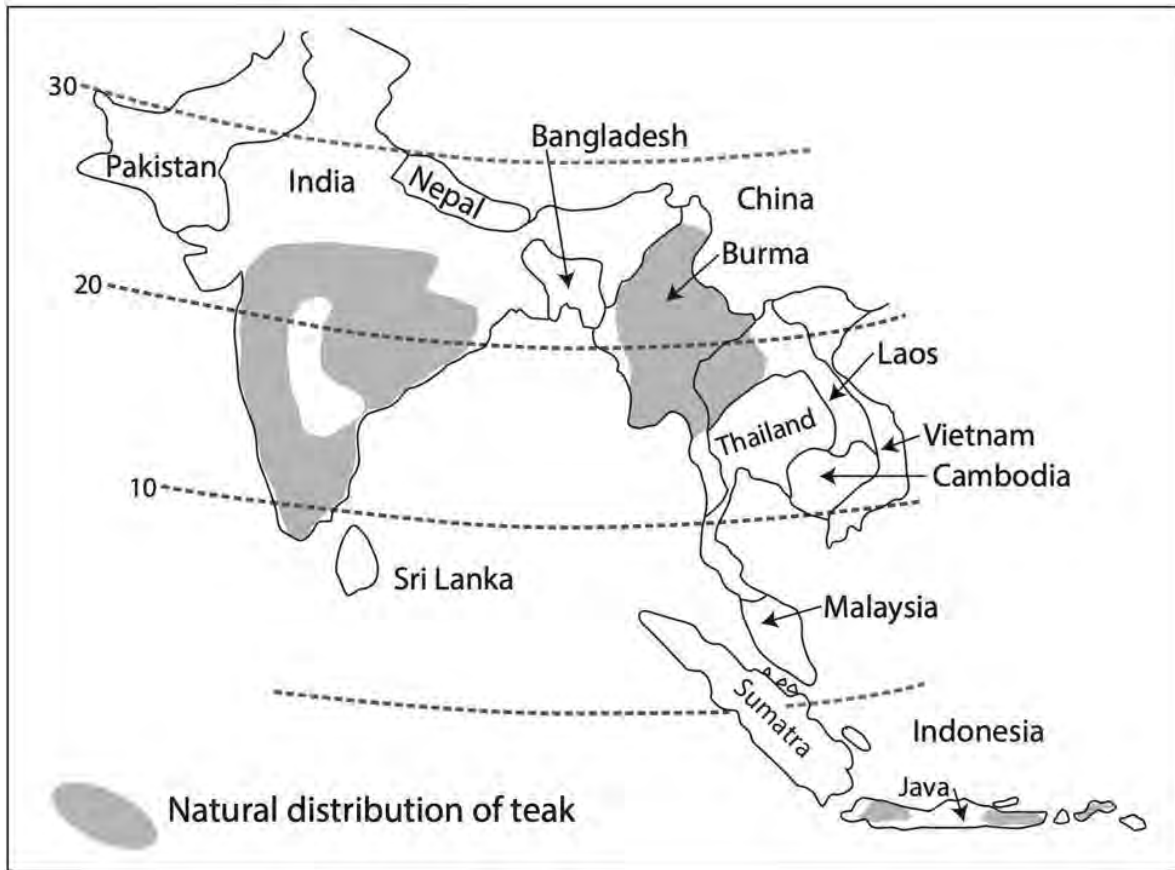 30
Bangladesh
Pakistan
India
Nepal
China
Burma
20
Laos
Thailand
Vietnam
Cambodia
10
Sri Lanka
Malaysia
Sumatra
Indonesia
Java
Natural distribution of teak